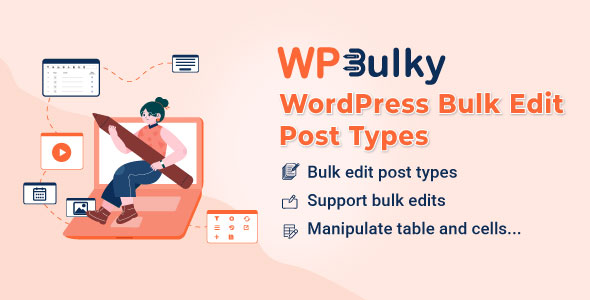 WPBulky
WordPress Bulk Edit
Post Types
Bulk edit post types
Support bulk edits
Manipulate table and cells...